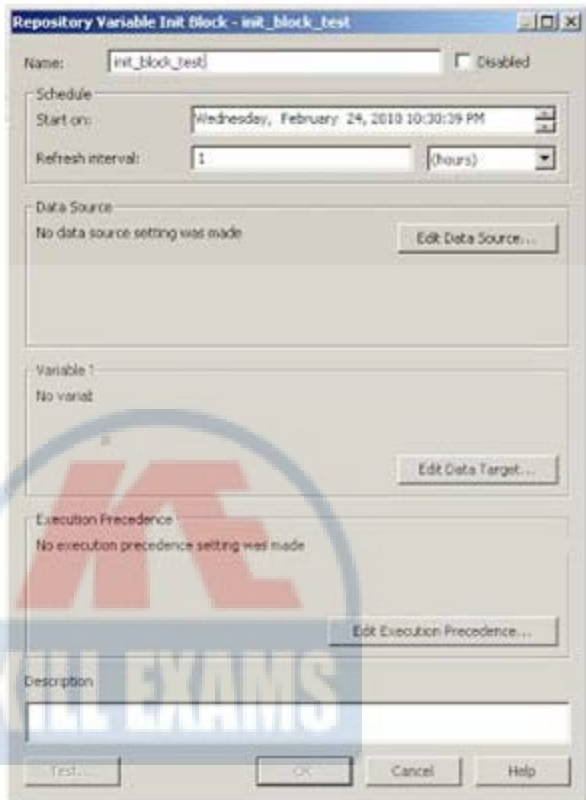 Repository Variable Init Block - init_block_test
Name: init_block_test Disabled
Schedule
Start on: Wednesday, February 24, 2010 10:30:39 PM
Refresh interval: 1 (hours)
Data Source
No data source setting was made
Edit Data Source...
Variable T
No variab
Edit Data Target...
Execution Precedence
No execution precedence setting was made
Edit Execution Precedence...
Description
KILL EXAMS
Test... OK Cancel Help